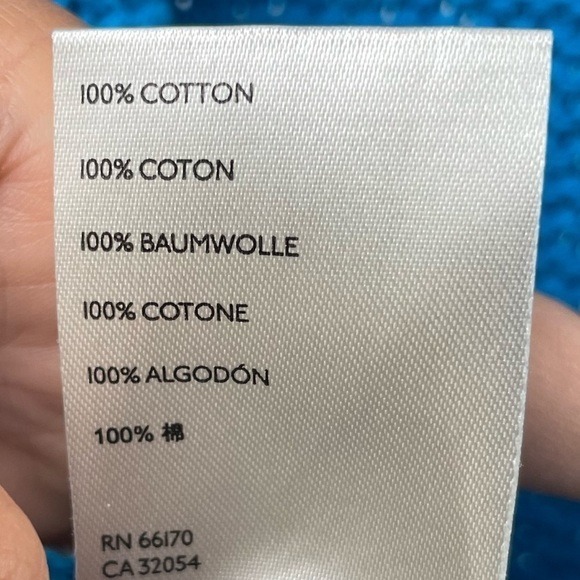 100% COTTON
100% COTON
100% BAUMWOLLE
100% COTONE
100% ALGODÓN
100% 棉
RN 66170
CA 32054